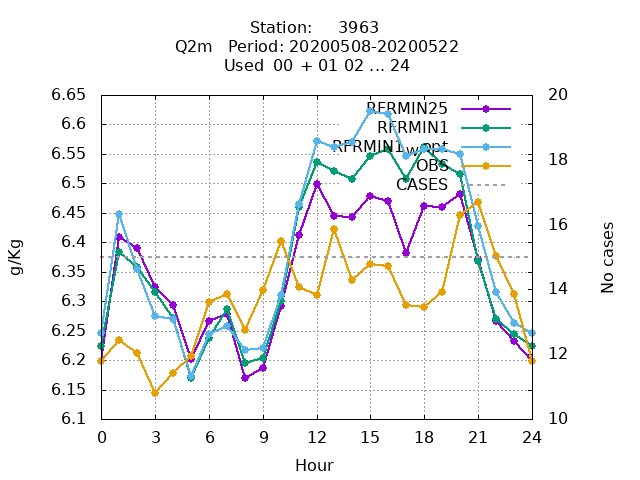 Station: 3963
Q2m Period: 20200508-20200522
Used 00 + 01 02 ... 24
6.65
6.6
6.55
6.5
6.45
6.4
6.35
6.3
6.25
6.2
6.15
6.1
20
18
16
14
12
10
0 3 6 9 12 15 18 21 24
g/Kg
No cases
Hour
RFRMIN25
RFRMIN1
RFRMIN1wopt
OBS
CASES